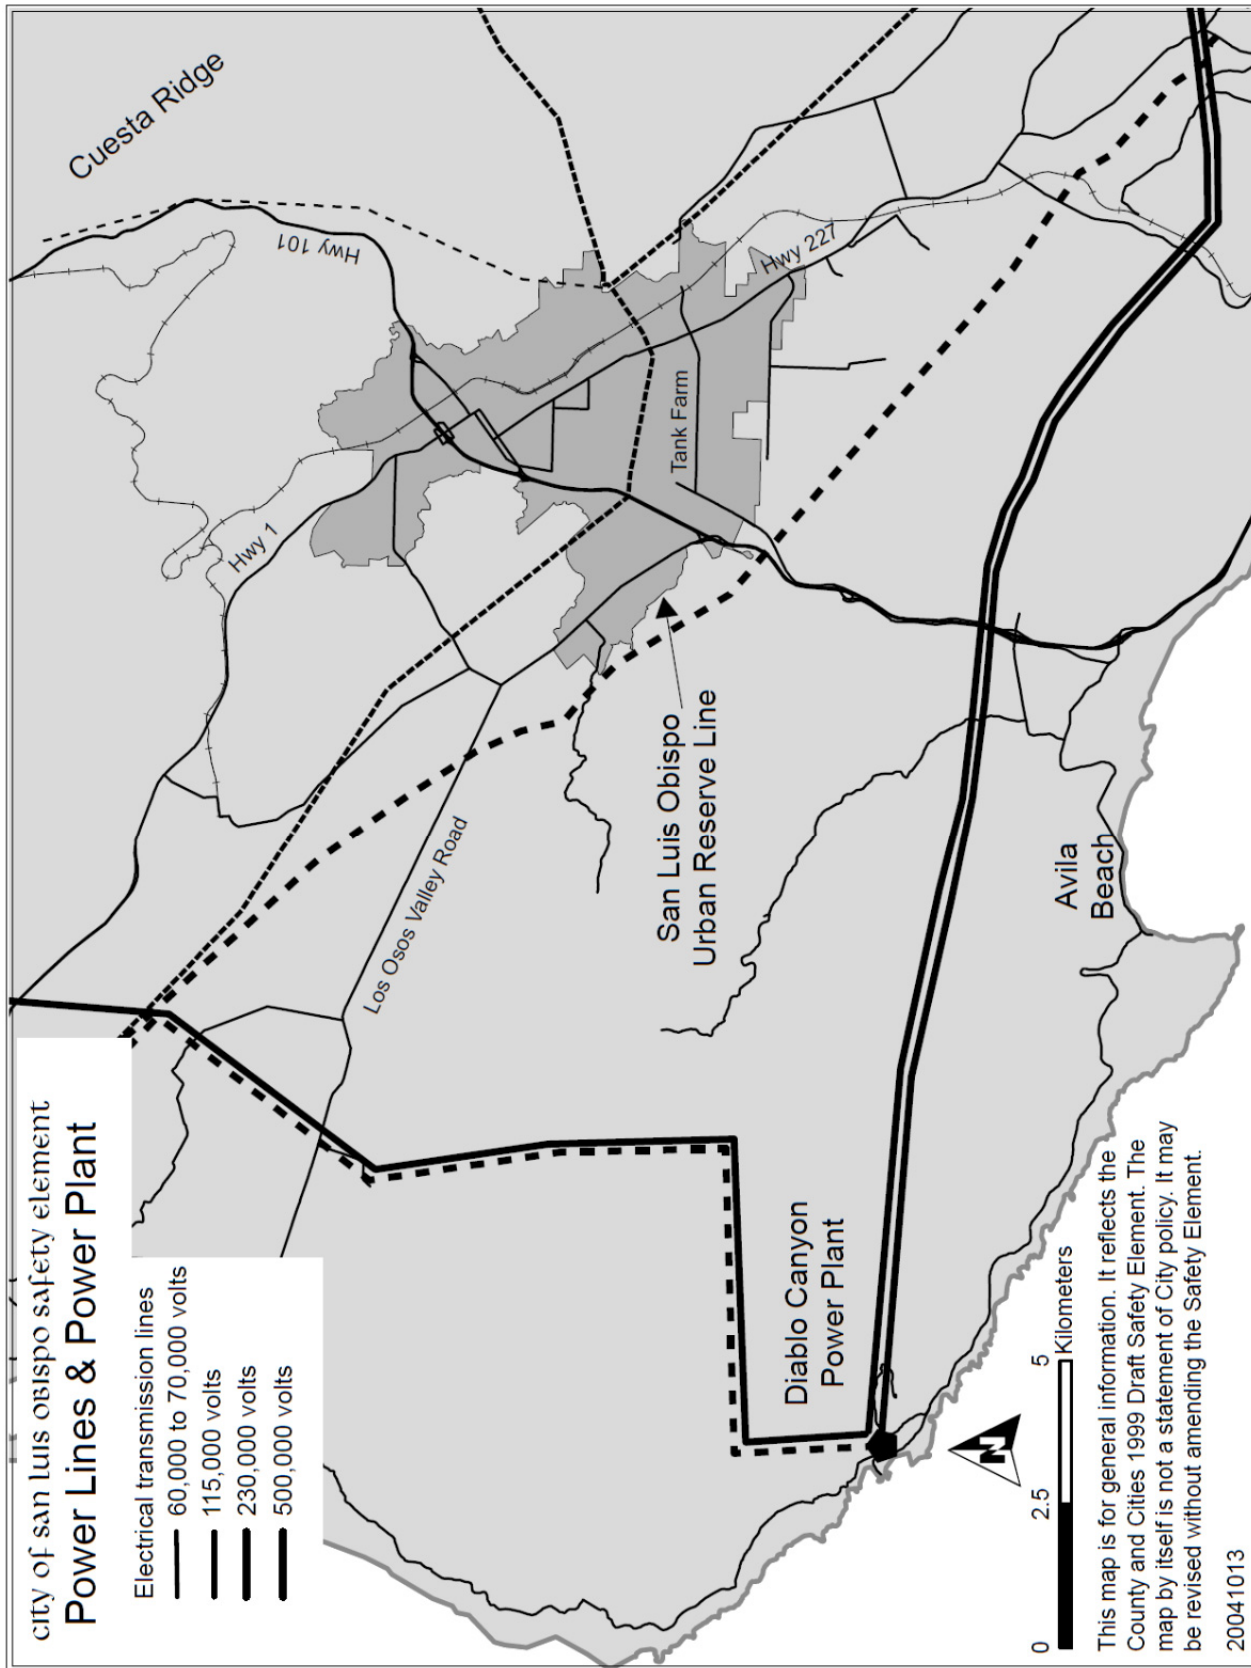 city of san luis obispo safety element
Power Lines & Power Plant
Electrical transmission lines
60,000 to 70,000 volts
115,000 volts
230,000 volts
500,000 volts
Cuesta Ridge
Hwy 101
Hwy 1
Hwy 227
Tank Farm
Los Osos Valley Road
San Luis Obispo
Urban Reserve Line
Avila
Beach
Diablo Canyon
Power Plant
N
0 2.5 5
Kilometers
This map is for general information. It reflects the
County and Cities 1999 Draft Safety Element. The
map by itself is not a statement of City policy. It may
be revised without amending the Safety Element.
20041013